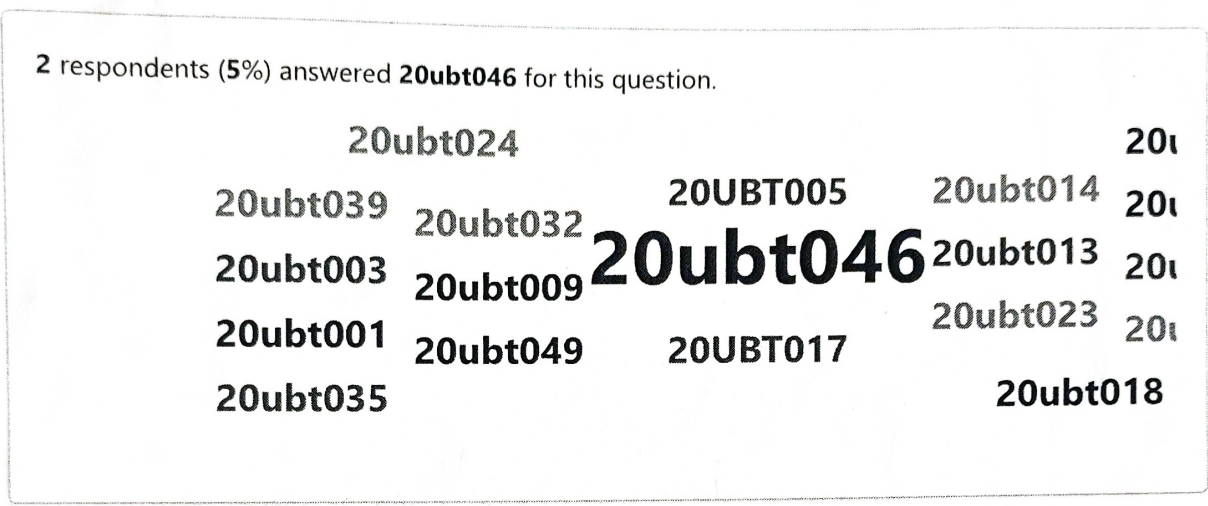 2 respondents (5%) answered 20ubt046 for this question.
20ubt024
20ubt039
20ubt032
20UBT005
20ubt014
20ubt003
20ubt009
20ubt046
20ubt013
20ubt001
20ubt049
20UBT017
20ubt023
20ubt035
20ubt018